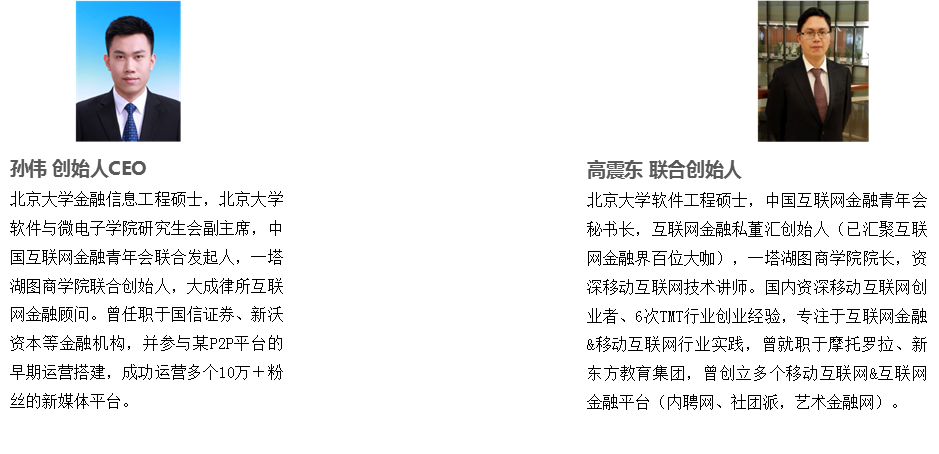 孙伟 创始人CEO
北京大学金融信息工程硕士，北京大学
软件与微电子学院研究生会副主席，中
国互联网金融青年会联合发起人，一塔
湖图商学院联合创始人，大成律所互联
网金融顾问。曾任职于国信证券、新沃
资本等金融机构，并参与某P2P平台的
早期运营搭建，成功运营多个10万＋粉
丝的新媒体平台。
高震东 联合创始人
北京大学软件工程硕士，中国互联网金融青年会
秘书长，互联网金融私董汇创始人（已汇聚互联
网金融界百位大咖），一塔湖图商学院院长，资
深移动互联网技术讲师。国内资深移动互联网创
业者、6次TMT行业创业经验，专注于互联网金融
&移动互联网行业实践，曾就职于摩托罗拉、新
东方教育集团，曾创立多个移动互联网&互联网
金融平台（内聘网、社团派，艺术金融网）。